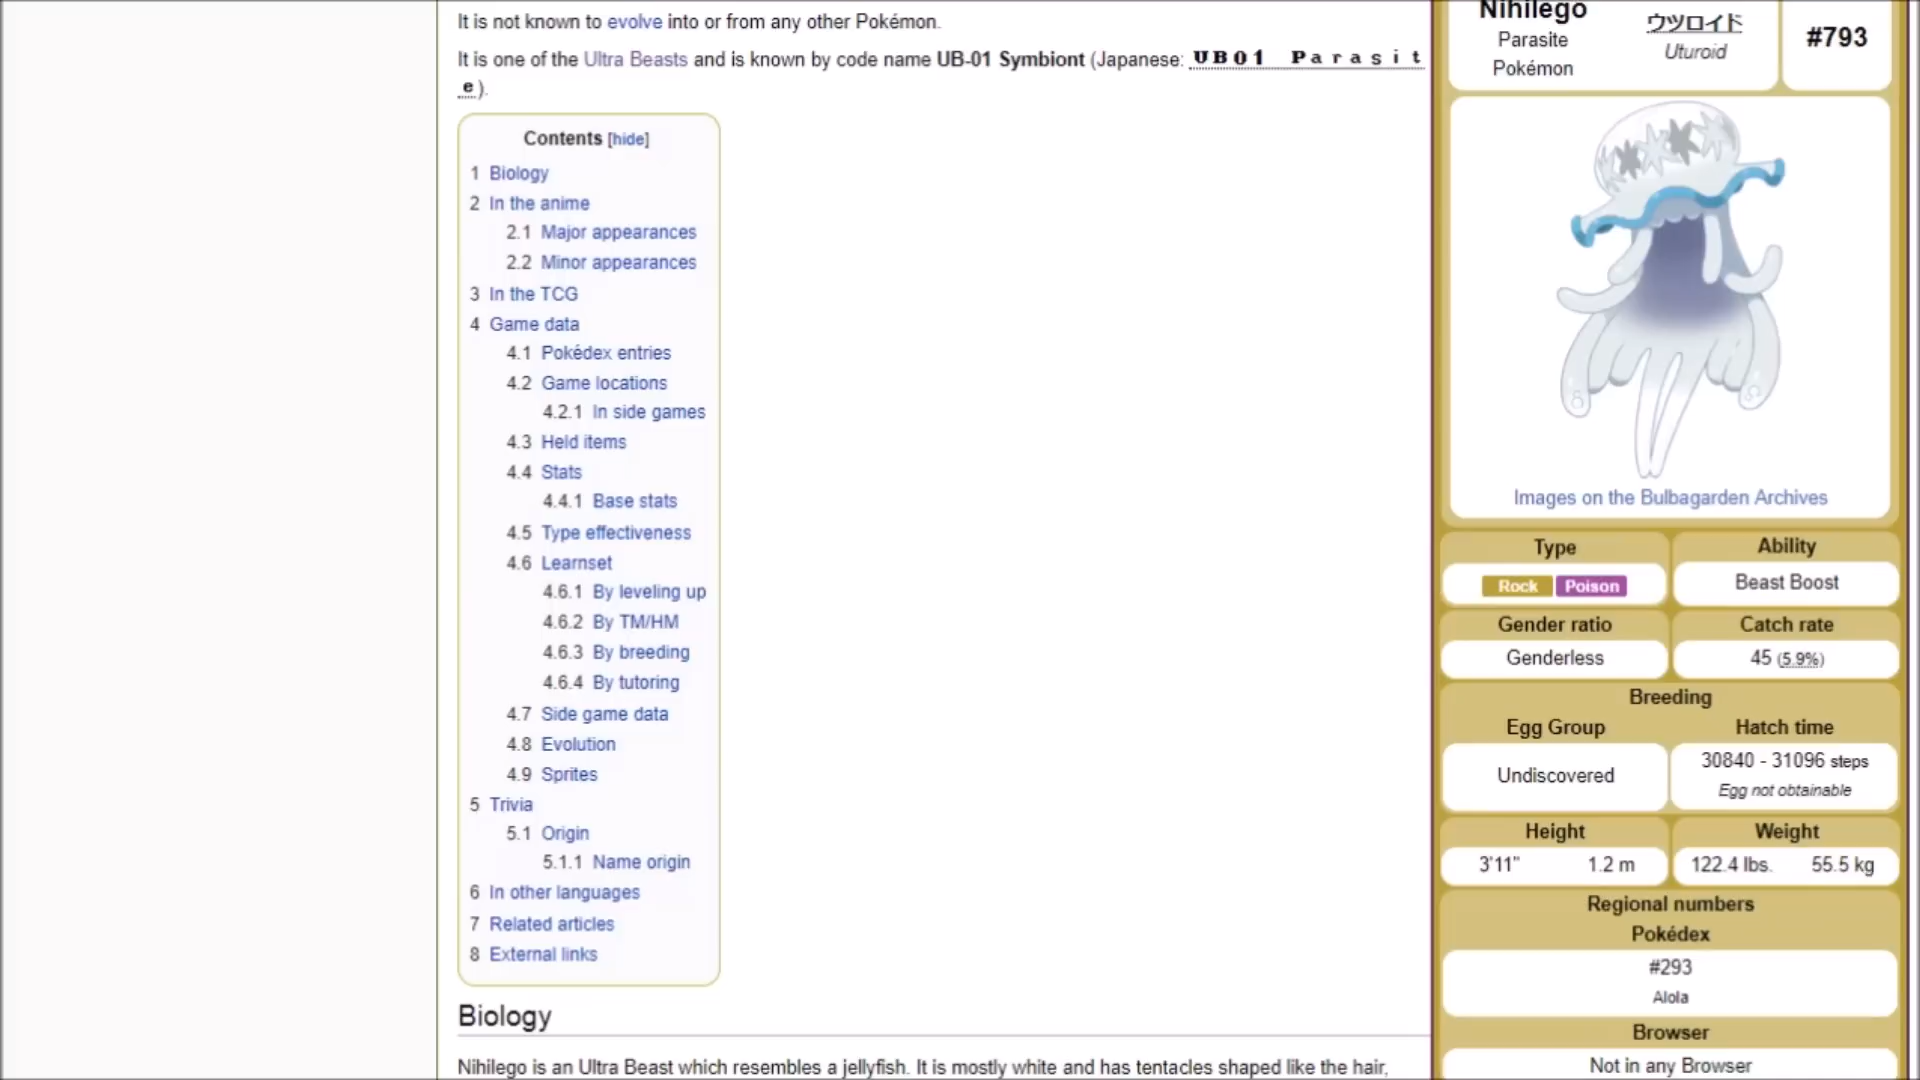 It is not known to evolve into or from any other Pokémon.
It is one of the Ultra Beasts and is known by code name UB-01 Symbiont (Japanese: UB01 Parasit
e).
Contents [hide]
1 Biology
2 In the anime
2.1 Major appearances
2.2 Minor appearances
3 In the TCG
4 Game data
4.1 Pokédex entries
4.2 Game locations
4.2.1 In side games
4.3 Held items
4.4 Stats
4.4.1 Base stats
4.5 Type effectiveness
4.6 Learnset
4.6.1 By leveling up
4.6.2 By TM/HM
4.6.3 By breeding
4.6.4 By tutoring
4.7 Side game data
4.8 Evolution
4.9 Sprites
5 Trivia
5.1 Origin
5.1.1 Name origin
6 In other languages
7 Related articles
8 External links
Biology
Nihilego is an Ultra Beast which resembles a jellyfish. It is mostly white and has tentacles shaped like the hair,
Nihilego ウツロイド #793
Parasite Uturoid
Pokémon
Images on the Bulbagarden Archives
Type Ability
Rock Poison Beast Boost
Gender ratio Catch rate
Genderless 45 (5.9%)
Breeding
Egg Group Hatch time
Undiscovered 30840 - 31096 steps
Egg not obtainable
Height Weight
3'11" 1.2 m 122.4 lbs. 55.5 kg
Regional numbers
Pokédex
#293
Alola
Browser
Not in any Browser